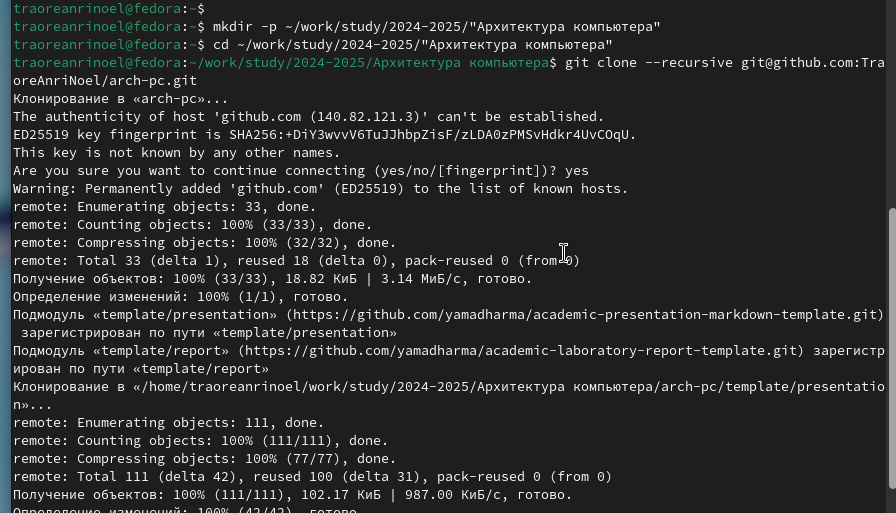 traoreanrinoel@fedora:~$
traoreanrinoel@fedora:~$ mkdir -p ~/work/study/2024-2025/"Архитектура компьютера"
traoreanrinoel@fedora:~$ cd ~/work/study/2024-2025/"Архитектура компьютера"
traoreanrinoel@fedora:~/work/study/2024-2025/Архитектура компьютера$ git clone --recursive git@github.com:Tra
oreAnriNoel/arch-pc.git
Клонирование в «arch-pc»...
The authenticity of host 'github.com (140.82.121.3)' can't be established.
ED25519 key fingerprint is SHA256:+DiY3wvvV6TuJJhbpZisF/zLDA0zPMSvHdkr4UvCOqU.
This key is not known by any other names.
Are you sure you want to continue connecting (yes/no/[fingerprint])? yes
Warning: Permanently added 'github.com' (ED25519) to the list of known hosts.
remote: Enumerating objects: 33, done.
remote: Counting objects: 100% (33/33), done.
remote: Compressing objects: 100% (32/32), done.
remote: Total 33 (delta 1), reused 18 (delta 0), pack-reused 0 (from 0)
Получение объектов: 100% (33/33), 18.82 КиБ | 3.14 МиБ/с, готово.
Определение изменений: 100% (1/1), готово.
Подмодуль «template/presentation» (https://github.com/yamadharma/academic-presentation-markdown-template.git)
 зарегистрирован по пути «template/presentation»
Подмодуль «template/report» (https://github.com/yamadharma/academic-laboratory-report-template.git) зарегистр
ирован по пути «template/report»
Клонирование в «/home/traoreanrinoel/work/study/2024-2025/Архитектура компьютера/arch-pc/template/presentatio
n»...
remote: Enumerating objects: 111, done.
remote: Counting objects: 100% (111/111), done.
remote: Compressing objects: 100% (77/77), done.
remote: Total 111 (delta 42), reused 100 (delta 31), pack-reused 0 (from 0)
Получение объектов: 100% (111/111), 102.17 КиБ | 987.00 КиБ/с, готово.
Определение изменений: 100% (42/42), готово.